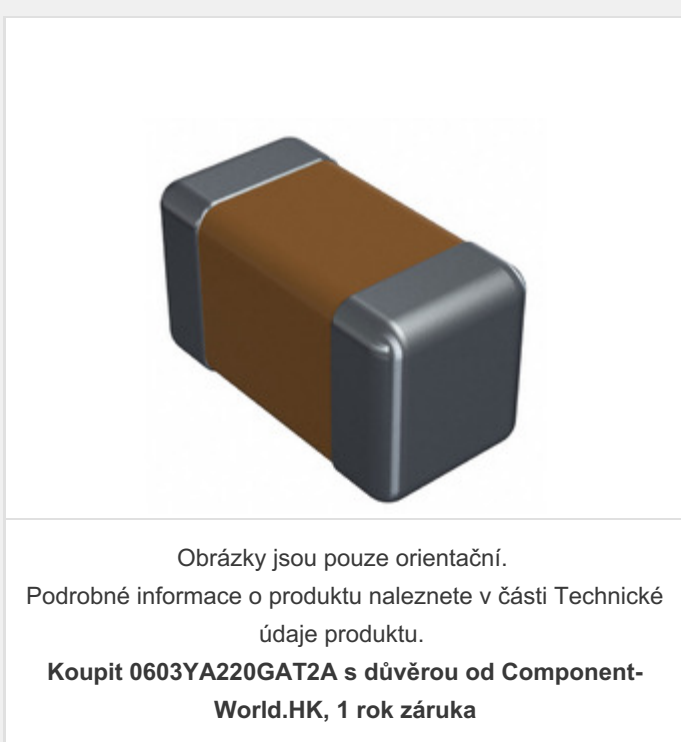 Obrázky jsou pouze orientační.
Podrobné informace o produktu naleznete v části Technické
údaje produktu.
Koupit 0603YA220GAT2A s důvěrou od Component-
World.HK, 1 rok záruka